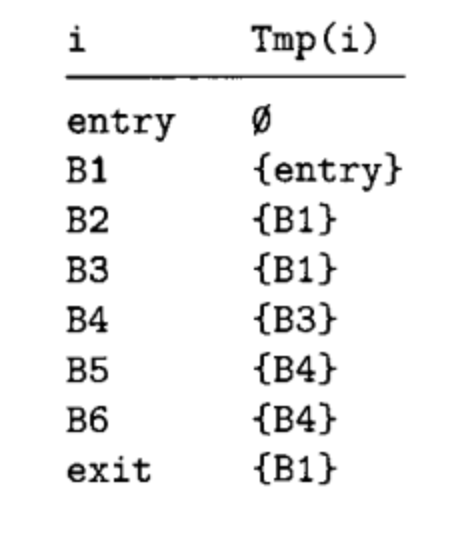 i Tmp(i)
entry ∅
B1 {entry}
B2 {B1}
B3 {B1}
B4 {B3}
B5 {B4}
B6 {B4}
exit {B1}